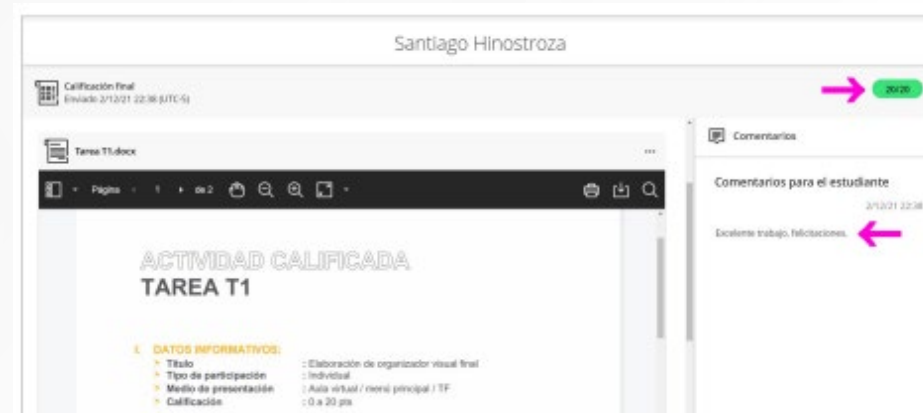 Santiago Hinostroza
Calificación final
Enviado 2/12/21 22:38 (UTC-5)
20/20
Tarea T1.docx
Comentarios
Página 1 de 2
Comentarios para el estudiante
2/12/21 22:38
Excelente trabajo, felicitaciones.
ACTIVIDAD CALIFICADA
TAREA T1
I. DATOS INFORMATIVOS:
Título : Elaboración de organizador visual final
Tipo de participación : Individual
Medio de presentación : Aula virtual / menú principal / TF
Calificación : 0 a 20 pts